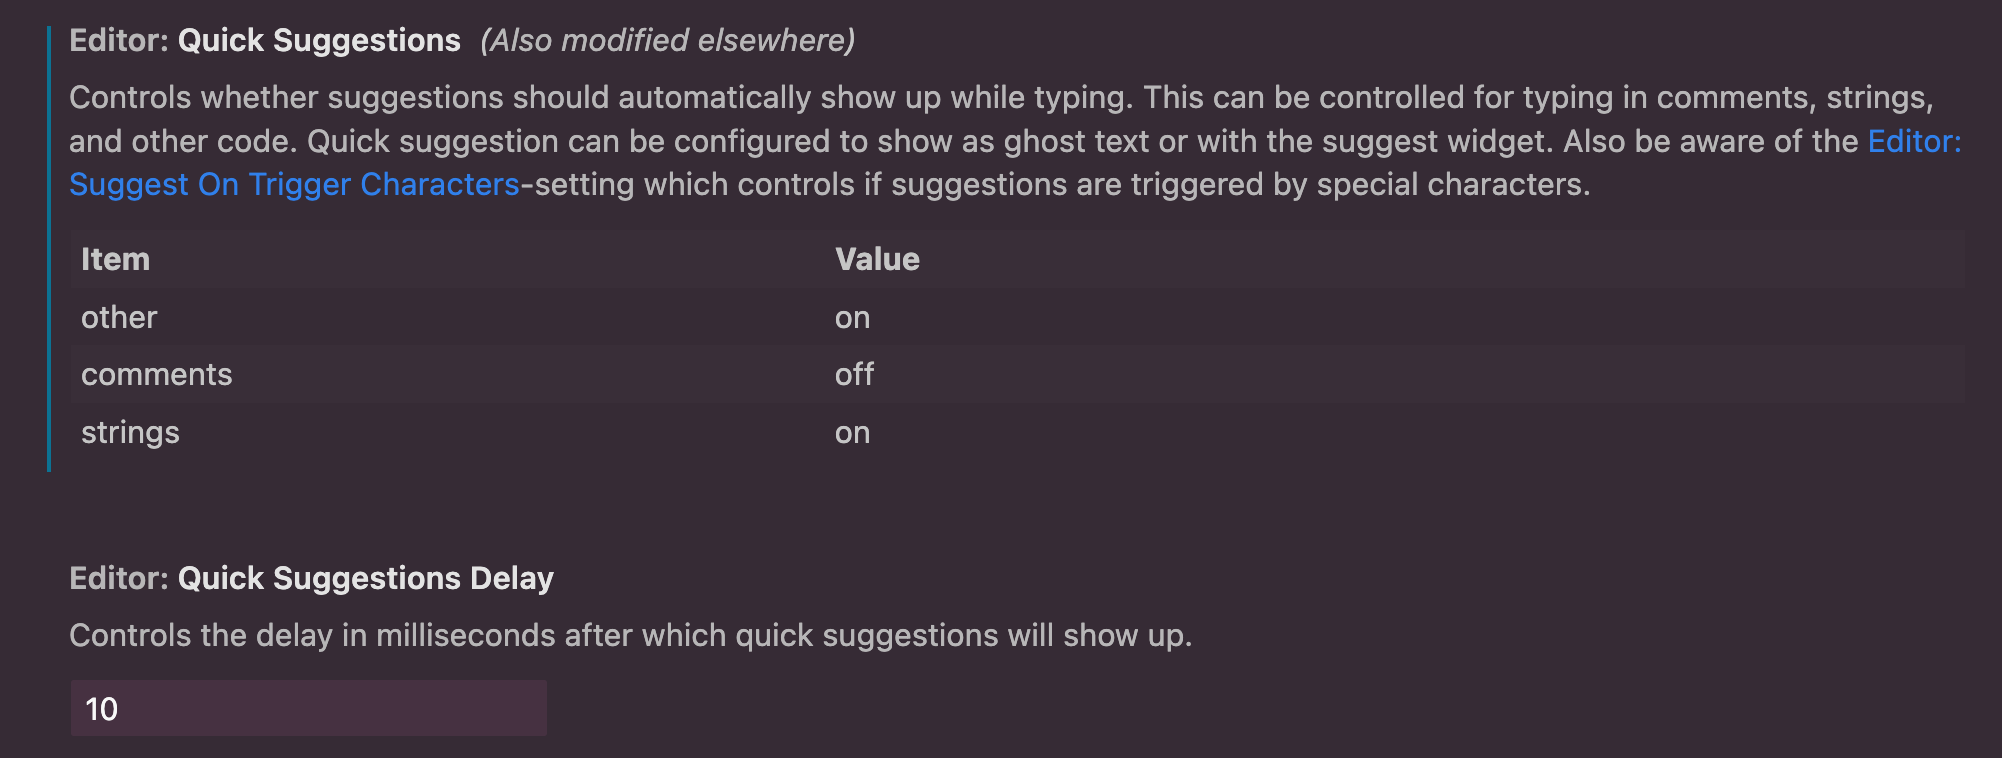 Editor: Quick Suggestions (Also modified elsewhere)
Controls whether suggestions should automatically show up while typing. This can be controlled for typing in comments, strings,
and other code. Quick suggestion can be configured to show as ghost text or with the suggest widget. Also be aware of the Editor:
Suggest On Trigger Characters-setting which controls if suggestions are triggered by special characters.
Item Value
other on
comments off
strings on
Editor: Quick Suggestions Delay
Controls the delay in milliseconds after which quick suggestions will show up.
10